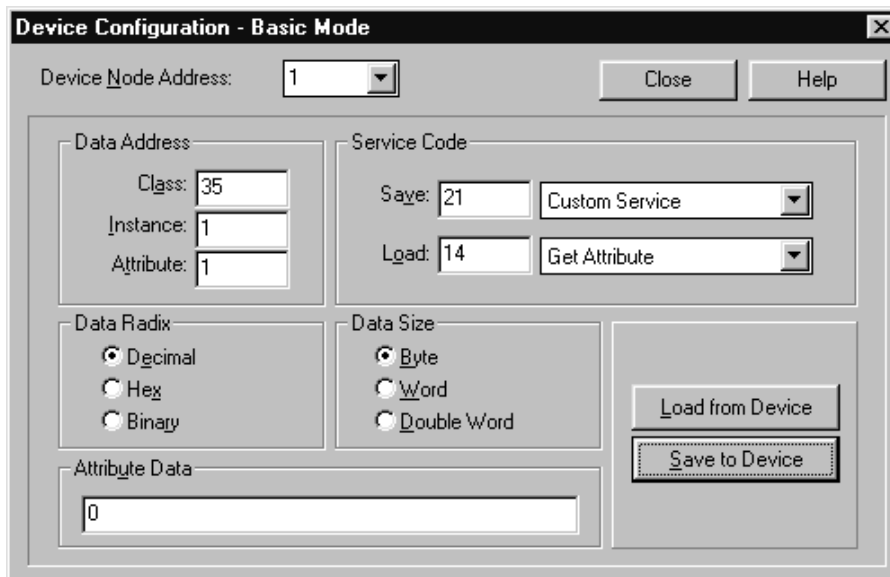 Device Configuration - Basic Mode
Device Node Address: 1 Close Help
Data Address
Class: 35
Instance: 1
Attribute: 1
Service Code
Save: 21 Custom Service
Load: 14 Get Attribute
Data Radix
Decimal
Hex
Binary
Data Size
Byte
Word
Double Word
Load from Device
Save to Device
Attribute Data
0